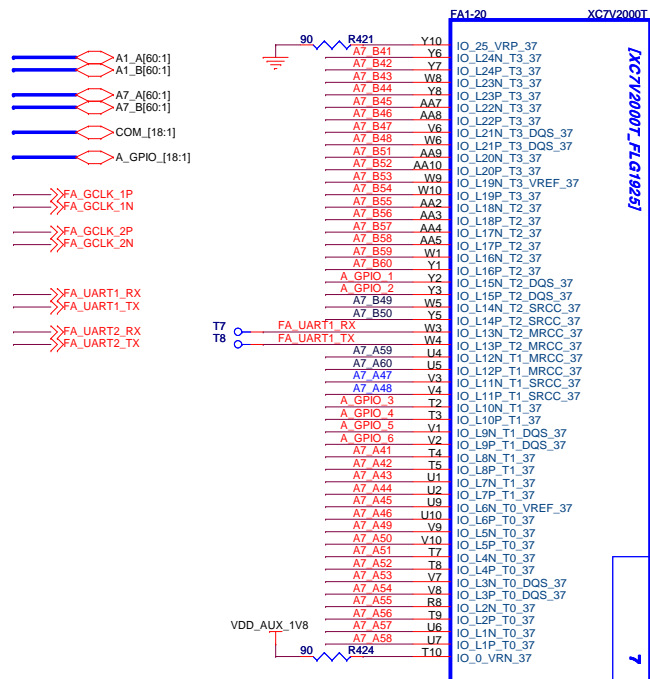 FA1-20 XC7V2000T
[XC7V2000T_FLG1925]
A1_A[60:1]
A1_B[60:1]
A7_A[60:1]
A7_B[60:1]
COM_[18:1]
A_GPIO_[18:1]
FA_GCLK_1P
FA_GCLK_1N
FA_GCLK_2P
FA_GCLK_2N
FA_UART1_RX
FA_UART1_TX
FA_UART2_RX
FA_UART2_TX
90 R421 Y10 IO_25_VRP_37
A7_B41 Y6 IO_L24N_T3_37
A7_B42 Y7 IO_L24P_T3_37
A7_B43 W8 IO_L23N_T3_37
A7_B44 Y8 IO_L23P_T3_37
A7_B45 AA7 IO_L22N_T3_37
A7_B46 AA8 IO_L22P_T3_37
A7_B47 V6 IO_L21N_T3_DQS_37
A7_B48 W6 IO_L21P_T3_DQS_37
A7_B51 AA9 IO_L20N_T3_37
A7_B52 AA10 IO_L20P_T3_37
A7_B53 W9 IO_L19N_T3_VREF_37
A7_B54 W10 IO_L19P_T3_37
A7_B55 AA2 IO_L18N_T2_37
A7_B56 AA3 IO_L18P_T2_37
A7_B57 AA4 IO_L17N_T2_37
A7_B58 AA5 IO_L17P_T2_37
A7_B59 W1 IO_L16N_T2_37
A7_B60 Y1 IO_L16P_T2_37
A_GPIO_1 Y2 IO_L15N_T2_DQS_37
A_GPIO_2 Y3 IO_L15P_T2_DQS_37
A7_B49 W5 IO_L14N_T2_SRCC_37
A7_B50 Y5 IO_L14P_T2_SRCC_37
T7 FA_UART1_RX W3 IO_L13N_T2_MRCC_37
T8 FA_UART1_TX W4 IO_L13P_T2_MRCC_37
A7_A59 U4 IO_L12N_T1_MRCC_37
A7_A60 U5 IO_L12P_T1_MRCC_37
A7_A47 V3 IO_L11N_T1_SRCC_37
A7_A48 V4 IO_L11P_T1_SRCC_37
A_GPIO_3 T2 IO_L10N_T1_37
A_GPIO_4 T3 IO_L10P_T1_37
A_GPIO_5 V1 IO_L9N_T1_DQS_37
A_GPIO_6 V2 IO_L9P_T1_DQS_37
A7_A41 T4 IO_L8N_T1_37
A7_A42 T5 IO_L8P_T1_37
A7_A43 U1 IO_L7N_T1_37
A7_A44 U2 IO_L7P_T1_37
A7_A45 U9 IO_L6N_T0_VREF_37
A7_A46 U10 IO_L6P_T0_37
A7_A49 V9 IO_L5N_T0_37
A7_A50 V10 IO_L5P_T0_37
A7_A51 T7 IO_L4N_T0_37
A7_A52 T8 IO_L4P_T0_37
A7_A53 V7 IO_L3N_T0_DQS_37
A7_A54 V8 IO_L3P_T0_DQS_37
A7_A55 R8 IO_L2N_T0_37
A7_A56 T9 IO_L2P_T0_37
A7_A57 U6 IO_L1N_T0_37
A7_A58 U7 IO_L1P_T0_37
VDD_AUX_1V8
90 R424 T10 IO_0_VRN_37
7